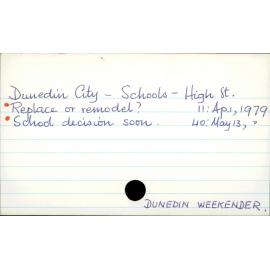 Dunedin City - Schools - High St.
Replace or remodel? 11: Apr, 1979
School decision soon. 40: May 13, "
DUNEDIN WEEKENDER.